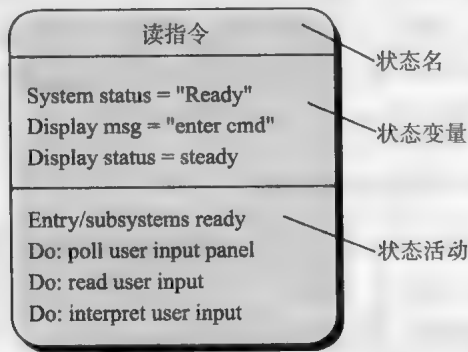 读指令
状态名
System status = "Ready"
Display msg = "enter cmd"
Display status = steady
状态变量
Entry/subsystems ready
Do: poll user input panel
Do: read user input
Do: interpret user input
状态活动